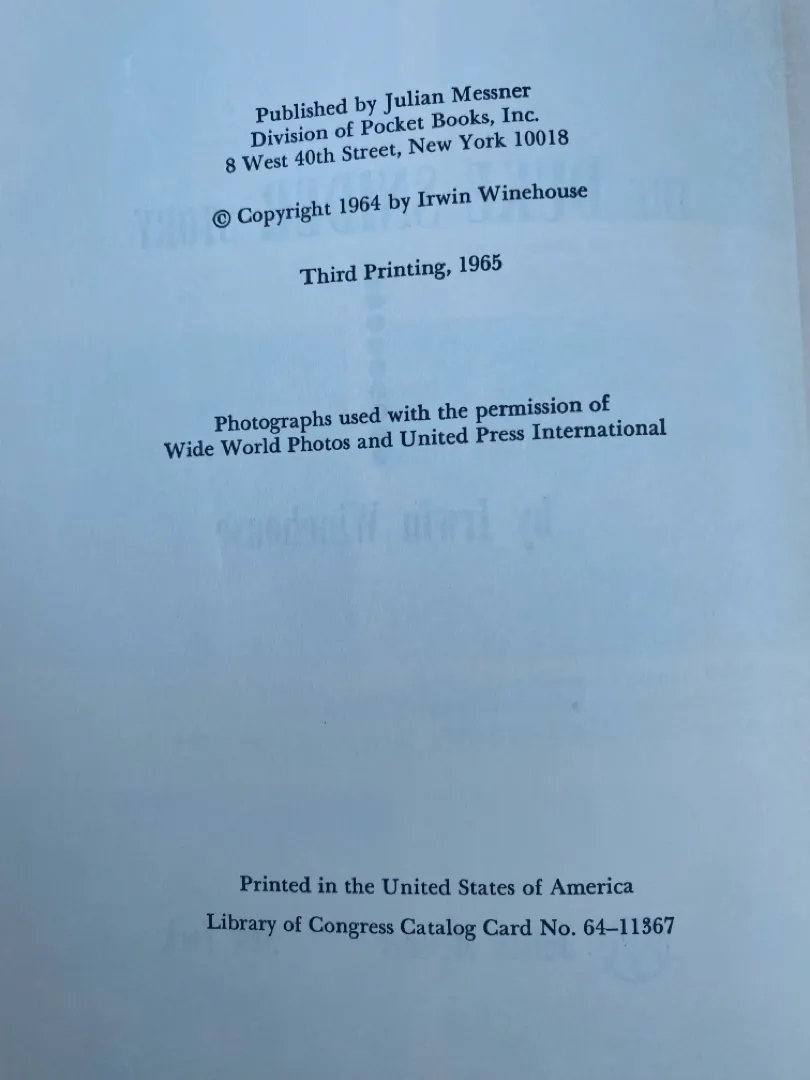 Published by Julian Messner
Division of Pocket Books, Inc.
8 West 40th Street, New York 10018
© Copyright 1964 by Irwin Winehouse
Third Printing, 1965
Photographs used with the permission of
Wide World Photos and United Press International
Printed in the United States of America
Library of Congress Catalog Card No. 64–11367